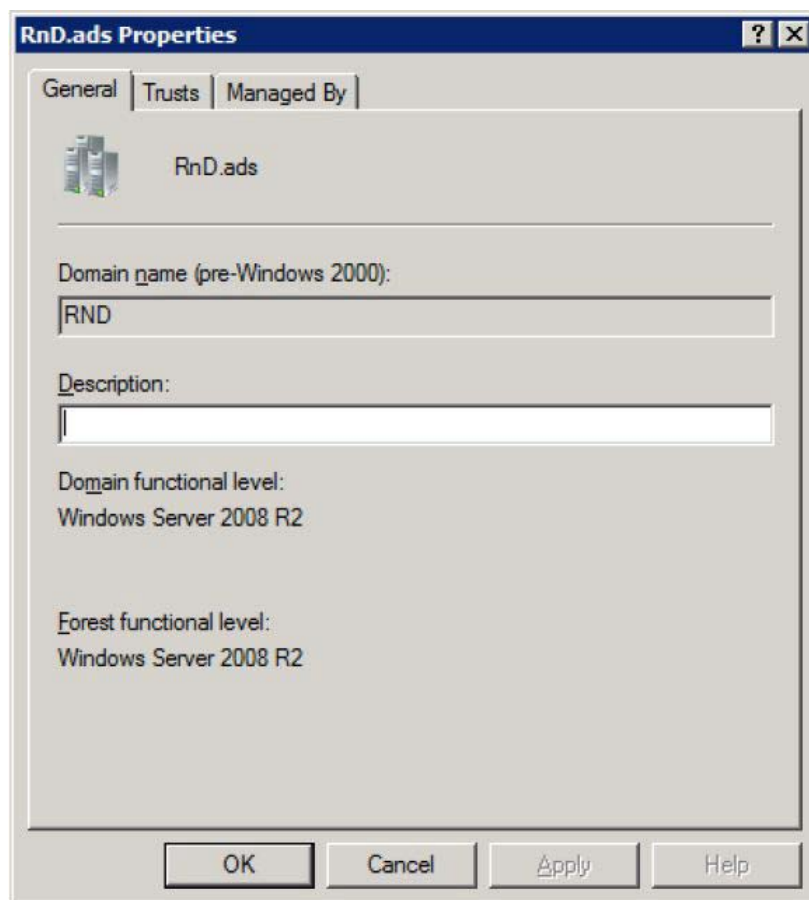 RnD.ads Properties
General Trusts Managed By
RnD.ads
Domain name (pre-Windows 2000):
RND
Description:
Domain functional level:
Windows Server 2008 R2
Forest functional level:
Windows Server 2008 R2
OK Cancel Apply Help